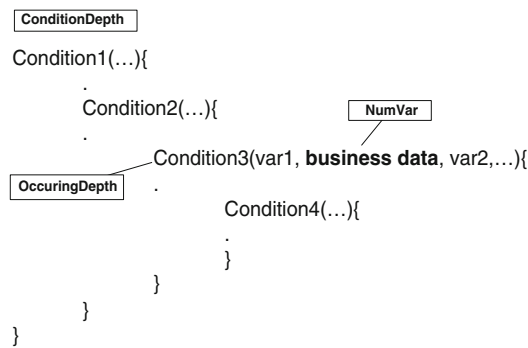 ConditionDepth
Condition1(…){
.
Condition2(…){
NumVar
.
Condition3(var1, business data, var2,…){
OccuringDepth
.
Condition4(…){
.
}
}
}
}